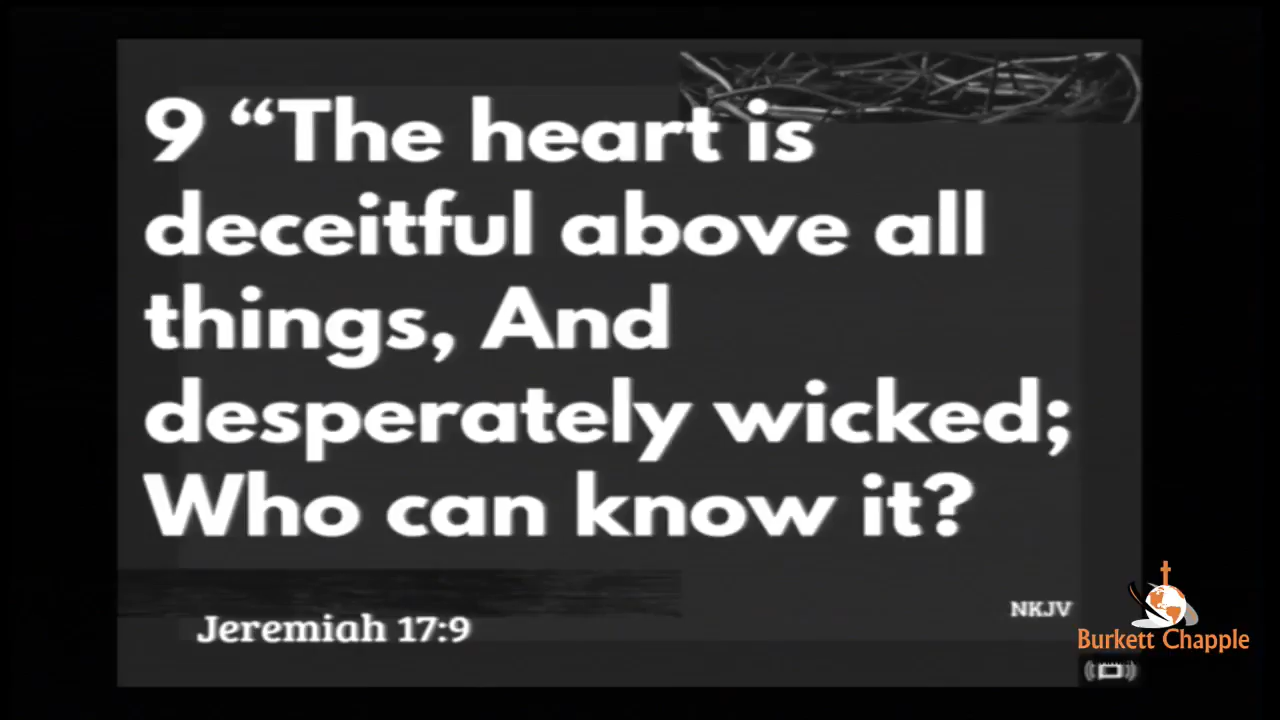 9 “The heart is
deceitful above all
things, And
desperately wicked;
Who can know it?
Jeremiah 17:9
NKJV
Burkett Chapple